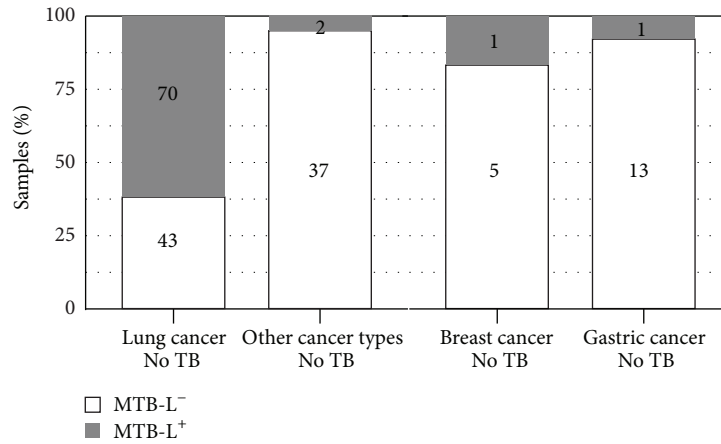 100
75
50
25
0
Samples (%)
70
43
2
37
1
5
1
13
Lung cancer
No TB
Other cancer types
No TB
Breast cancer
No TB
Gastric cancer
No TB
MTB-L⁻
MTB-L⁺